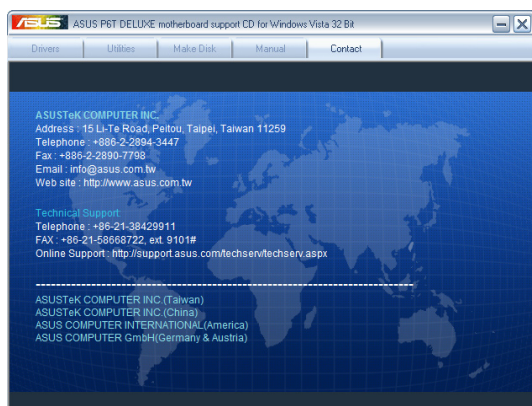 ASUS ASUS P6T DELUXE motherboard support CD for Windows Vista 32 Bit
Drivers Utilities Make Disk Manual Contact
ASUSTeK COMPUTER INC.
Address : 15 Li-Te Road, Peitou, Taipei, Taiwan 11259
Telephone : +886-2-2894-3447
Fax : +886-2-2890-7798
Email : info@asus.com.tw
Web site : http://www.asus.com.tw
Technical Support
Telephone : +86-21-38429911
FAX : +86-21-58668722, ext. 9101#
Online Support : http://support.asus.com/techserv/techserv.aspx
---------------------------------------------------------------------------
ASUSTeK COMPUTER INC.(Taiwan)
ASUSTeK COMPUTER INC.(China)
ASUS COMPUTER INTERNATIONAL(America)
ASUS COMPUTER GmbH(Germany & Austria)